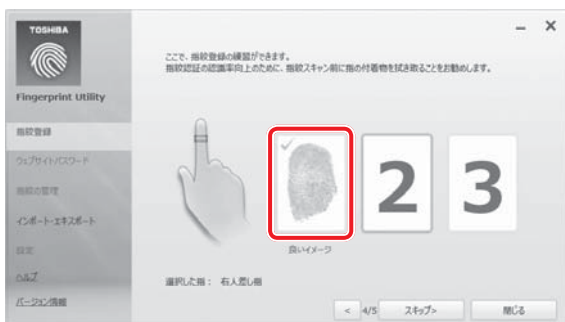 TOSHIBA
Fingerprint Utility
指紋登録
ウェブサイトパスワード
指紋の管理
インポート・エキスポート
設定
ヘルプ
バージョン情報
ここで、指紋登録の練習ができます。
指紋認証の認識率向上のために、指紋スキャン前に指の付着物を拭き取ることをお勧めします。
2
3
良いイメージ
選択した指: 右人差し指
< 4/5 スキップ> 閉じる